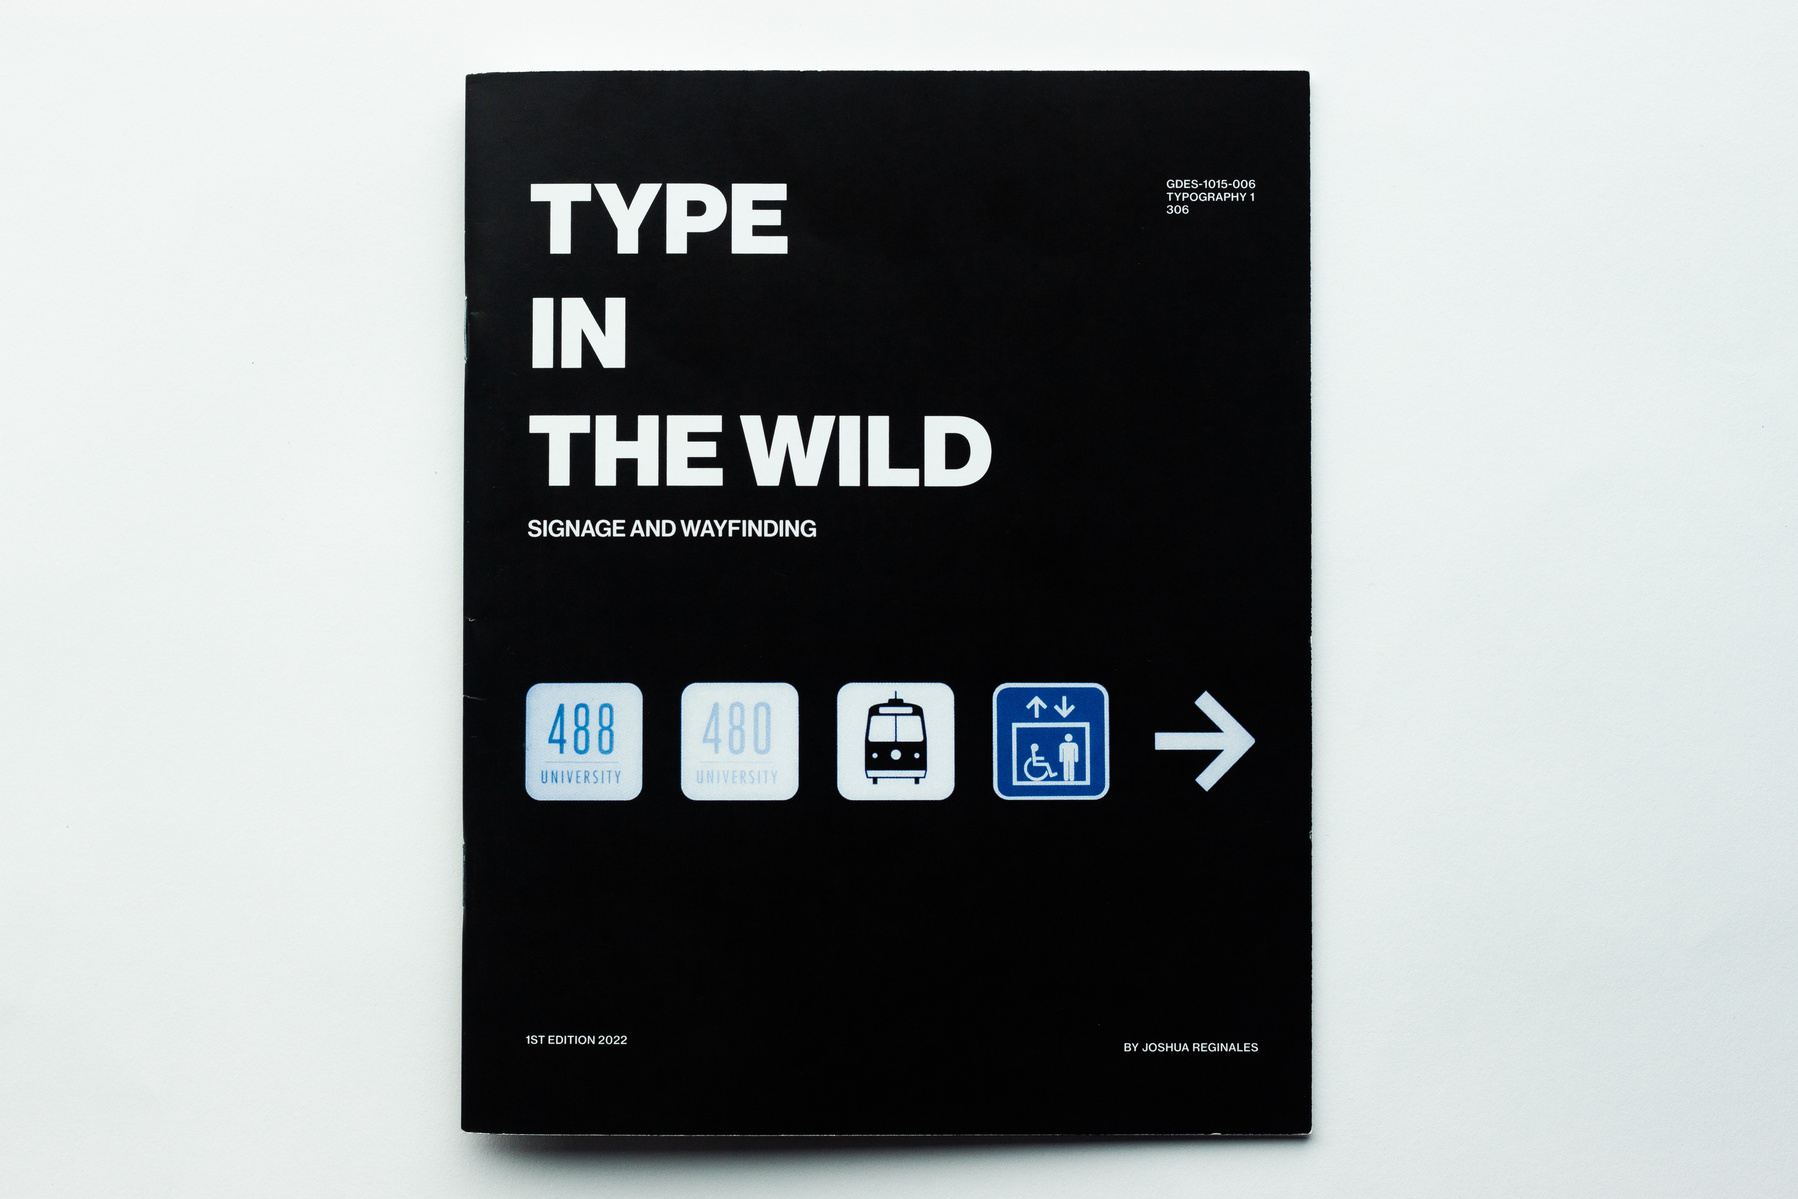 TYPE
IN
THE WILD
SIGNAGE AND WAYFINDING
GDES-1015-006
TYPOGRAPHY 1
306
488
UNIVERSITY
480
UNIVERSITY
1ST EDITION 2022
BY JOSHUA REGINALES